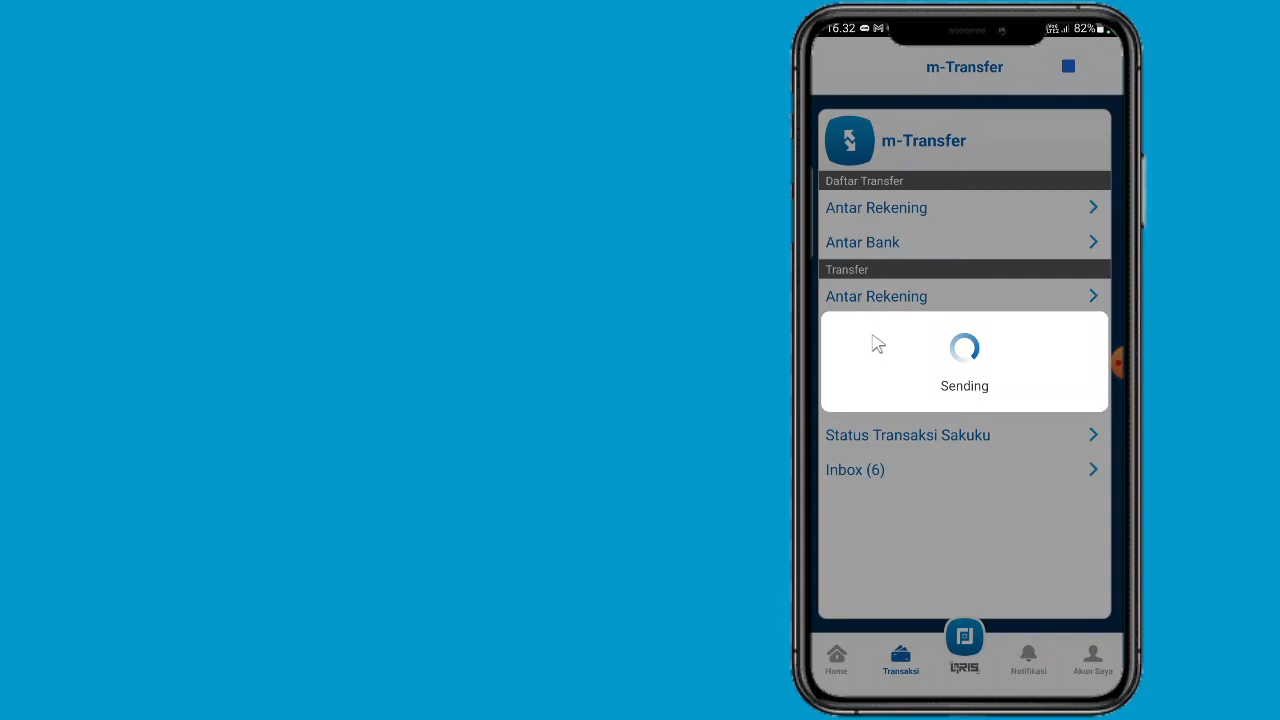 16.32
82%
m-Transfer
m-Transfer
Daftar Transfer
Antar Rekening
Antar Bank
Transfer
Antar Rekening
Sending
Status Transaksi Sakuku
Inbox (6)
Home
Transaksi
QRIS
Notifikasi
Akun Saya